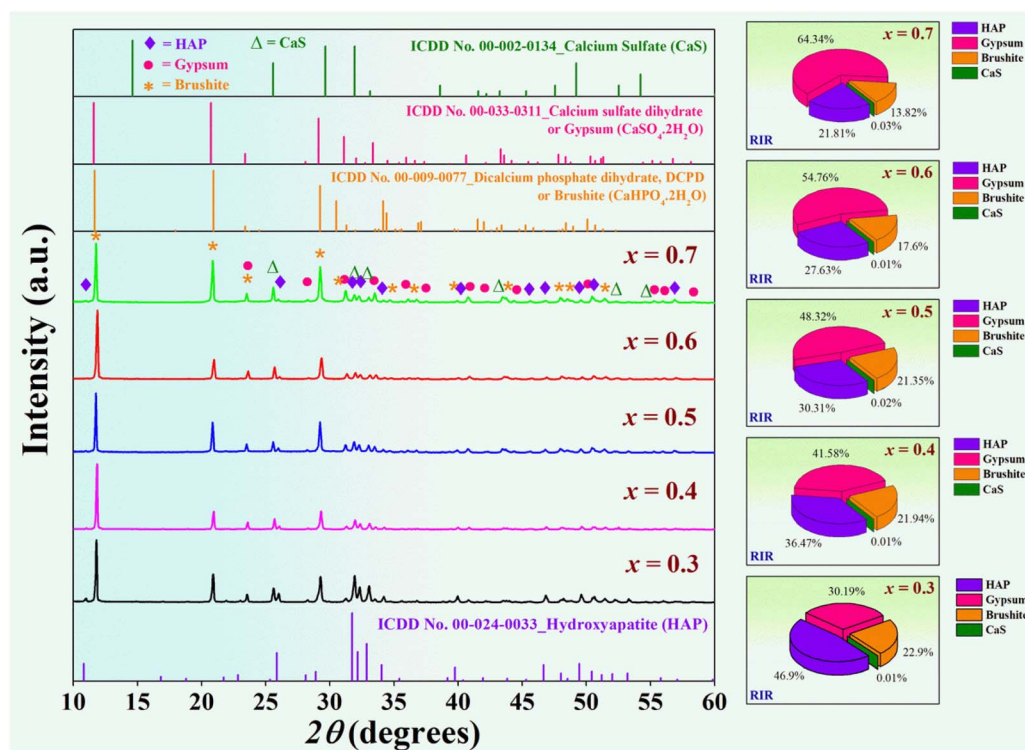 Intensity (a.u.)
= HAP
= Gypsum
= Brushite
Δ = CaS
ICDD No. 00-002-0134_Calcium Sulfate (CaS)
ICDD No. 00-033-0311_Calcium sulfate dihydrate
or Gypsum (CaSO4.2H2O)
ICDD No. 00-009-0077_Dicalcium phosphate dihydrate, DCPD
or Brushite (CaHPO4.2H2O)
x = 0.7
x = 0.6
x = 0.5
x = 0.4
x = 0.3
ICDD No. 00-024-0033_Hydroxyapatite (HAP)
10 15 20 25 30 35 40 45 50 55 60
2θ (degrees)
64.34%
x = 0.7
13.82%
0.03%
21.81%
RIR
HAP
Gypsum
Brushite
CaS
54.76%
x = 0.6
17.6%
0.01%
27.63%
RIR
HAP
Gypsum
Brushite
CaS
48.32%
x = 0.5
21.35%
0.02%
30.31%
RIR
HAP
Gypsum
Brushite
CaS
41.58%
x = 0.4
21.94%
0.01%
36.47%
RIR
HAP
Gypsum
Brushite
CaS
30.19%
x = 0.3
22.9%
0.01%
46.9%
RIR
HAP
Gypsum
Brushite
CaS